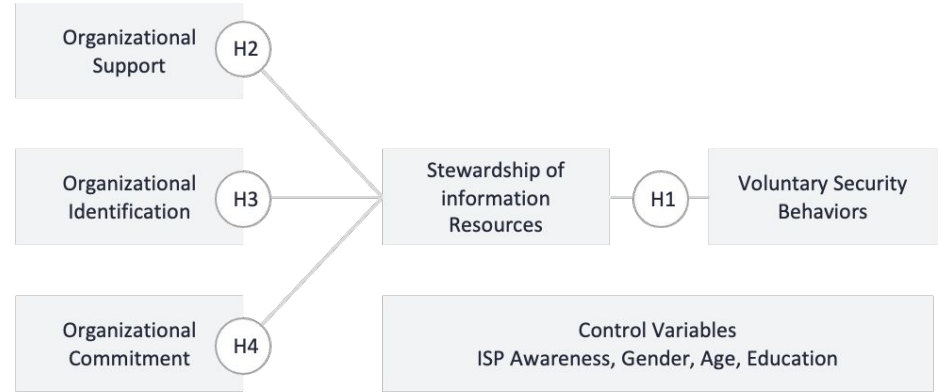 Organizational
Support
H2
Organizational
Identification
H3
Stewardship of
information
Resources
H1
Voluntary Security
Behaviors
Organizational
Commitment
H4
Control Variables
ISP Awareness, Gender, Age, Education